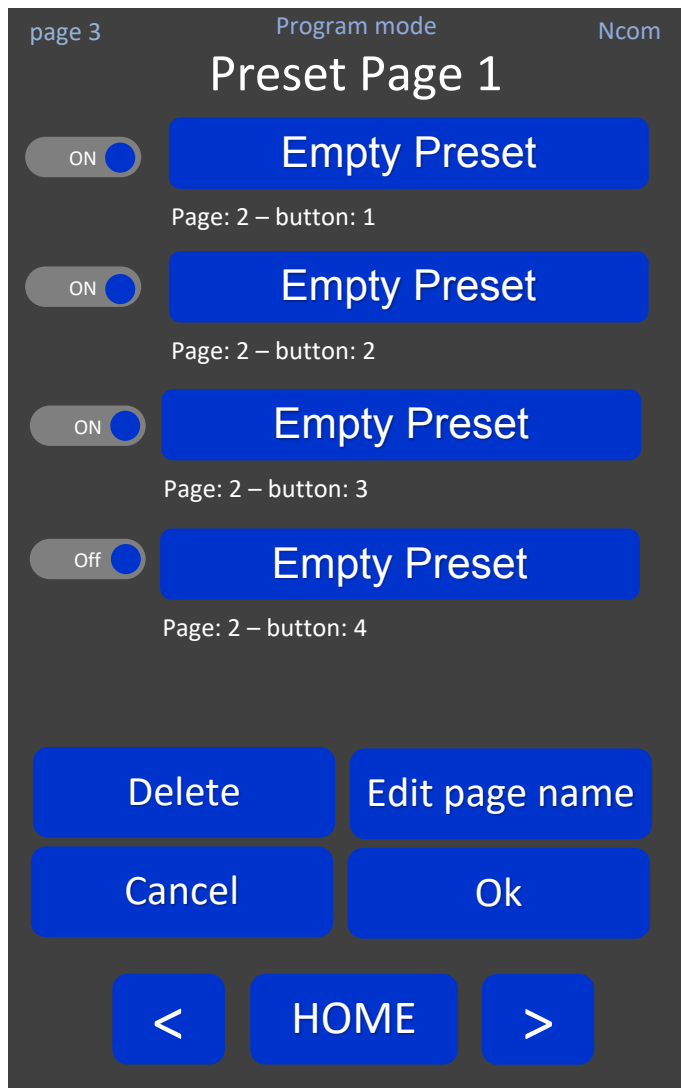 page 3
Program mode
Ncom
Preset Page 1
ON
Empty Preset
Page: 2 – button: 1
ON
Empty Preset
Page: 2 – button: 2
ON
Empty Preset
Page: 2 – button: 3
Off
Empty Preset
Page: 2 – button: 4
Delete
Edit page name
Cancel
Ok
<
HOME
>